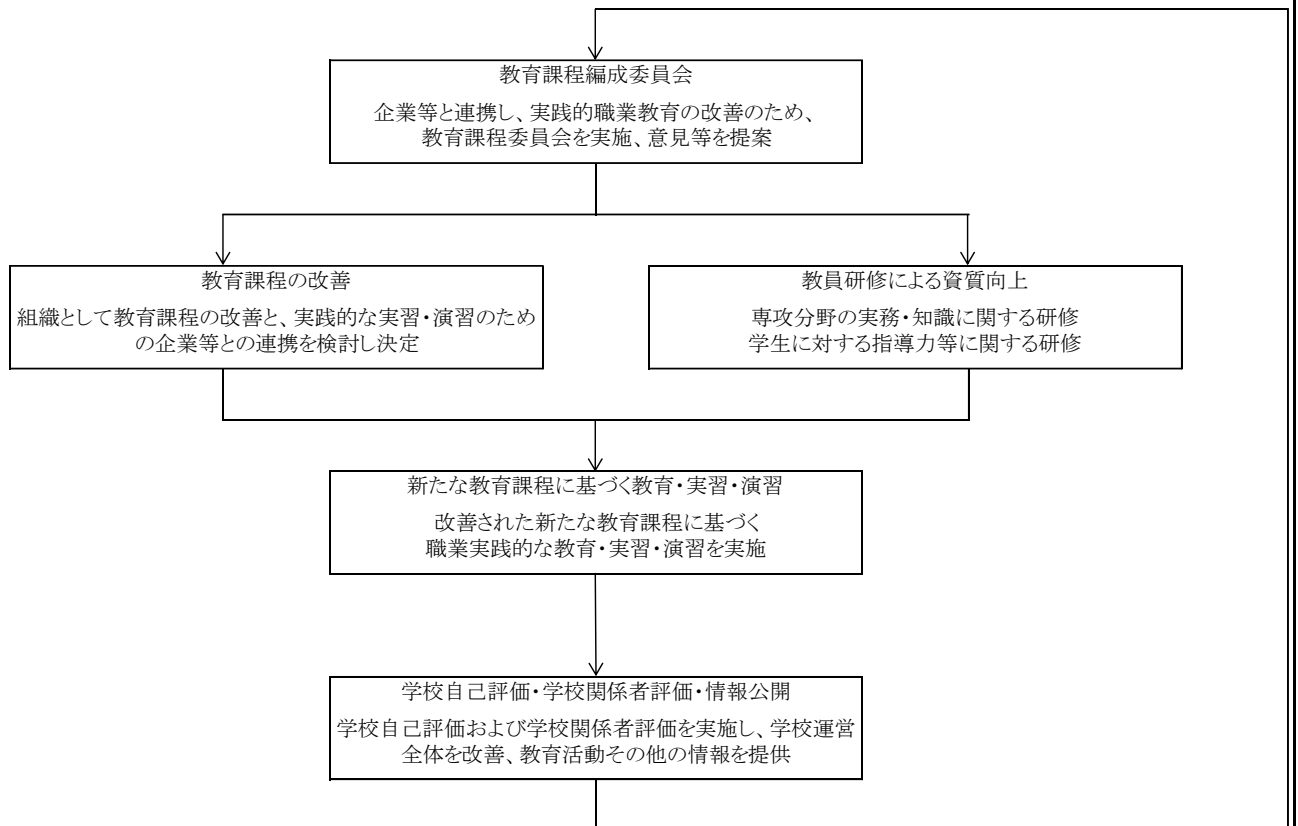 教育課程編成委員会
企業等と連携し、実践的職業教育の改善のため、
教育課程委員会を実施、意見等を提案
教育課程の改善
組織として教育課程の改善と、実践的な実習・演習のため
の企業等との連携を検討し決定
教員研修による資質向上
専攻分野の実務・知識に関する研修
学生に対する指導力等に関する研修
新たな教育課程に基づく教育・実習・演習
改善された新たな教育課程に基づく
職業実践的な教育・実習・演習を実施
学校自己評価・学校関係者評価・情報公開
学校自己評価および学校関係者評価を実施し、学校運営
全体を改善、教育活動その他の情報を提供